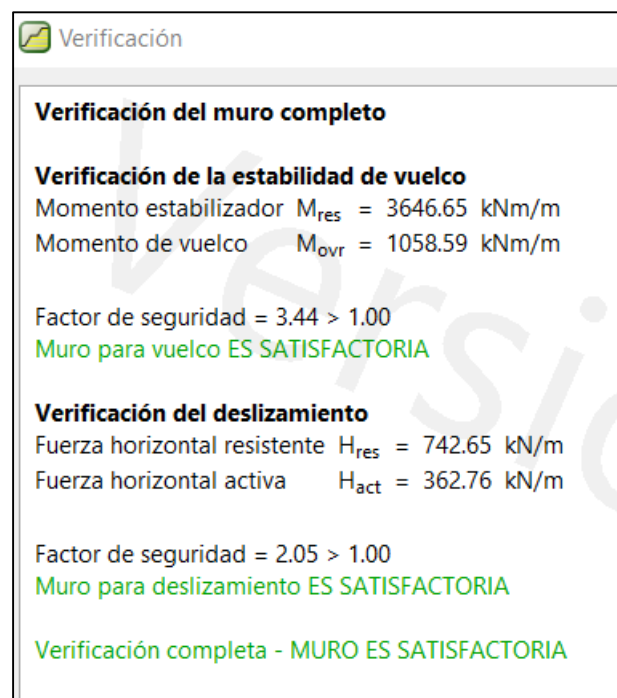 Verificación
Verificación del muro completo
Verificación de la estabilidad de vuelco
Momento estabilizador Mres = 3646.65 kNm/m
Momento de vuelco Movr = 1058.59 kNm/m
Factor de seguridad = 3.44 > 1.00
Muro para vuelco ES SATISFACTORIA
Verificación del deslizamiento
Fuerza horizontal resistente Hres = 742.65 kN/m
Fuerza horizontal activa Hact = 362.76 kN/m
Factor de seguridad = 2.05 > 1.00
Muro para deslizamiento ES SATISFACTORIA
Verificación completa - MURO ES SATISFACTORIA
Versió